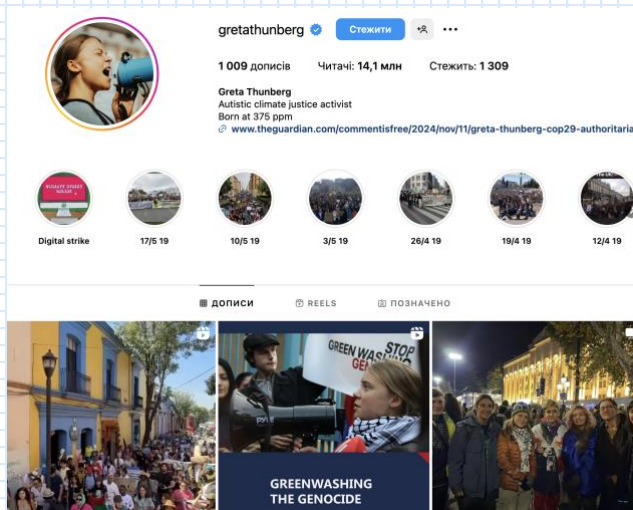 gretathunberg Стежити
1 009 дописів Читачі: 14,1 млн Стежить: 1 309
Greta Thunberg
Autistic climate justice activist
Born at 375 ppm
www.theguardian.com/commentisfree/2024/nov/11/greta-thunberg-cop29-authoritaria
Digital strike 17/5 19 10/5 19 3/5 19 26/4 19 19/4 19 12/4 19
ДОПИСИ REELS ПОЗНАЧЕНО
STOP
GREENWASHING
GREENWASHING
THE GENOCIDE